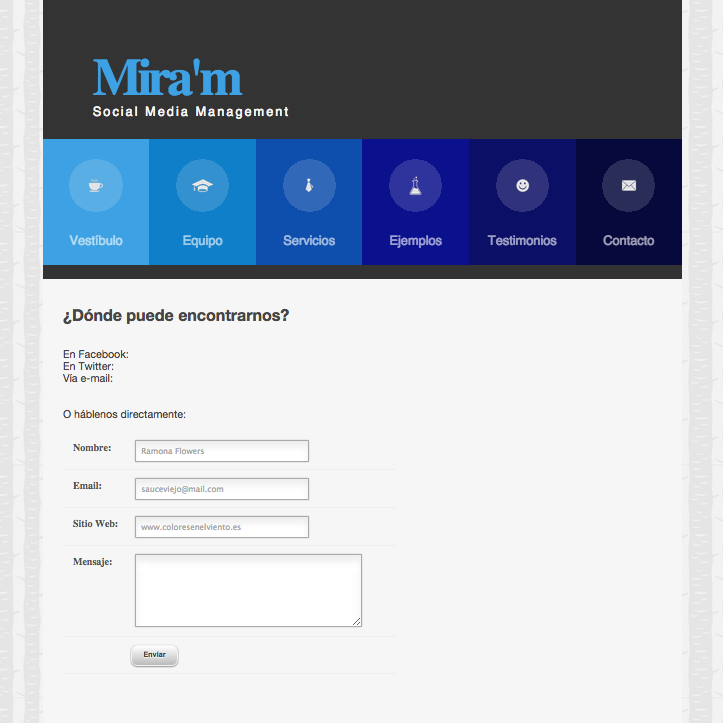 Mira'm
Social Media Management
Vestíbulo Equipo Servicios Ejemplos Testimonios Contacto
¿Dónde puede encontrarnos?
En Facebook:
En Twitter:
Vía e-mail:
O háblenos directamente:
Nombre: Ramona Flowers
Email: sauceviejo@mail.com
Sitio Web: www.coloresenelviento.es
Mensaje:
Enviar